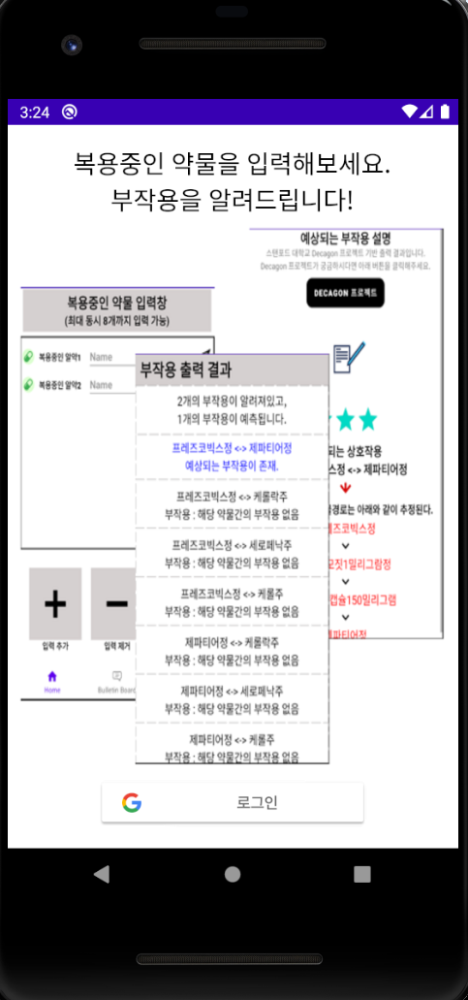 3:24
복용중인 약물을 입력해보세요.
부작용을 알려드립니다!
예상되는 부작용 설명
스탠포드 대학교 Decagon 프로젝트 기반 출력 결과입니다.
Decagon 프로젝트가 궁금하시다면 아래 버튼을 클릭해주세요.
DECAGON 프로젝트
복용중인 약물 입력창
(최대 동시 8개까지 입력 가능)
복용중인 알약1 Name
복용중인 알약2 Name
입력 추가
입력 제거
Home
Bulletin Board
부작용 출력 결과
2개의 부작용이 알려져있고,
1개의 부작용이 예측됩니다.
프레즈코빅스정 <-> 제파티어정
예상되는 부작용이 존재.
프레즈코빅스정 <-> 케롤락주
부작용 : 해당 약물간의 부작용 없음
프레즈코빅스정 <-> 세로페낙주
부작용 : 해당 약물간의 부작용 없음
프레즈코빅스정 <-> 케롤주
부작용 : 해당 약물간의 부작용 없음
제파티어정 <-> 케롤락주
부작용 : 해당 약물간의 부작용 없음
제파티어정 <-> 세로페낙주
부작용 : 해당 약물간의 부작용 없음
제파티어정 <-> 케롤주
부작용 : 해당 약물간의 부작용 없음
되는 상호작용
스정 <-> 제파티어정
경로는 아래와 같이 추정된다.
즈코빅스정
모짓1밀리그람정
캡슐150밀리그램
제파티어정
로그인